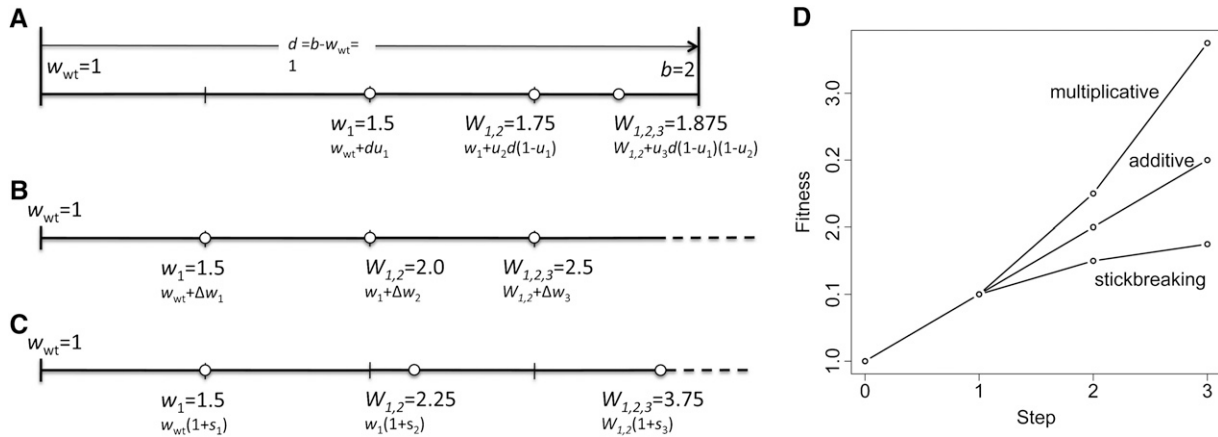 A
d =b-w_wt=
1
w_wt=1
b=2
w_1=1.5
w_wt+du_1
W_1,2=1.75
w_1+u_2d(1-u_1)
W_1,2,3=1.875
W_1,2+u_3d(1-u_1)(1-u_2)
B
w_wt=1
w_1=1.5
w_wt+Δw_1
W_1,2=2.0
w_1+Δw_2
W_1,2,3=2.5
W_1,2+Δw_3
C
w_wt=1
w_1=1.5
w_wt(1+s_1)
W_1,2=2.25
w_1(1+s_2)
W_1,2,3=3.75
W_1,2(1+s_3)
D
Fitness
3.0
0.2
2.0
0.1
1.0
multiplicative
additive
stickbreaking
0 1 2 3
Step